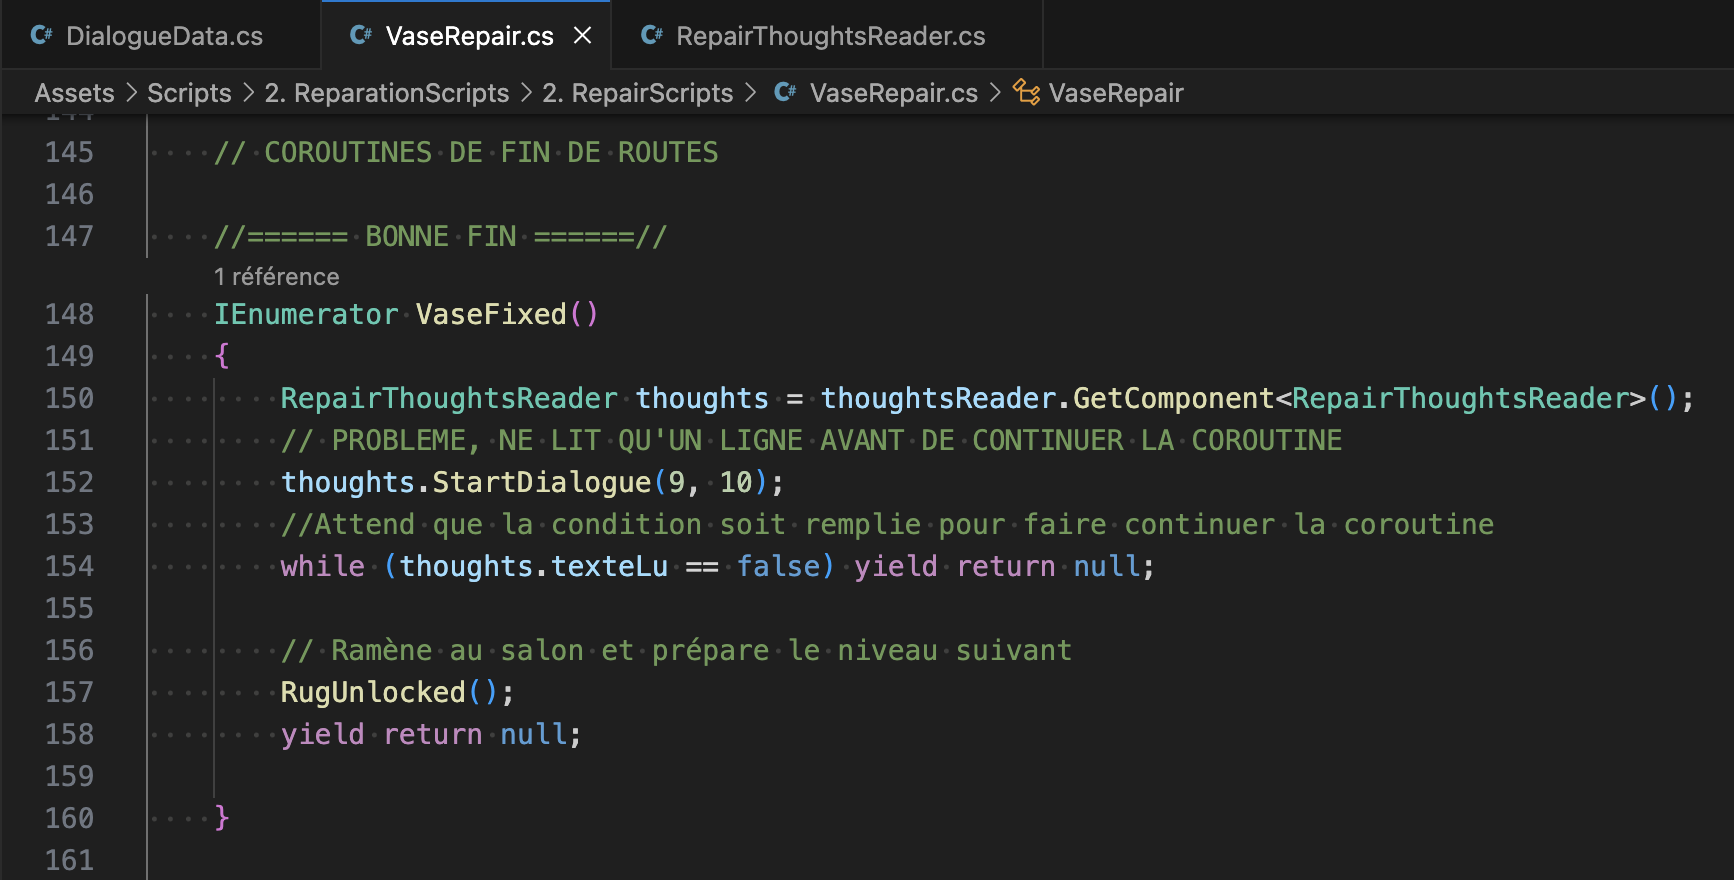 DialogueData.cs VaseRepair.cs RepairThoughtsReader.cs
Assets > Scripts > 2. ReparationScripts > 2. RepairScripts > VaseRepair.cs > VaseRepair
144
145 // COROUTINES DE FIN DE ROUTES
146
147 //====== BONNE FIN ======//
1 référence
148 IEnumerator VaseFixed()
149 {
150 RepairThoughtsReader thoughts = thoughtsReader.GetComponent<RepairThoughtsReader>();
151 // PROBLEME, NE LIT QU'UN LIGNE AVANT DE CONTINUER LA COROUTINE
152 thoughts.StartDialogue(9, 10);
153 //Attend que la condition soit remplie pour faire continuer la coroutine
154 while (thoughts.texteLu == false) yield return null;
155
156 // Ramène au salon et prépare le niveau suivant
157 RugUnlocked();
158 yield return null;
159
160 }
161